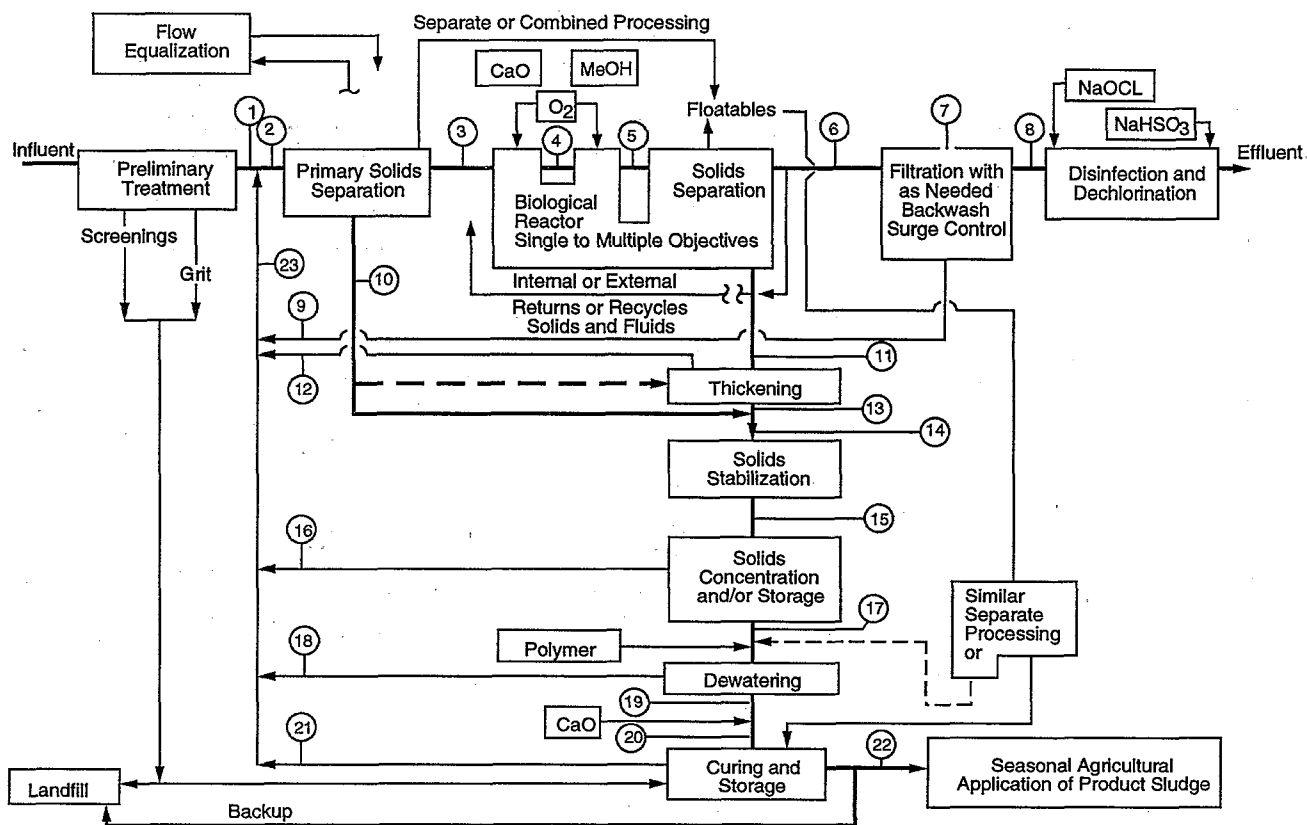 Separate or Combined Processing
Flow
Equalization
CaO
MeOH
NaOCL
O2
Floatables
1
2
3
4
5
6
7
8
NaHSO3
Influent
Preliminary
Treatment
Primary Solids
Separation
Biological
Reactor
Single to Multiple Objectives
Solids
Separation
Filtration with
as Needed
Backwash
Surge Control
Disinfection and
Dechlorination
Effluent
Screenings
Grit
23
10
Internal or External
Returns or Recycles
Solids and Fluids
9
11
12
Thickening
13
14
Solids
Stabilization
15
16
Solids
Concentration
and/or Storage
17
Similar
Separate
Processing
or
18
Polymer
Dewatering
19
CaO
20
21
22
Curing and
Storage
Seasonal Agricultural
Application of Product Sludge
Landfill
Backup